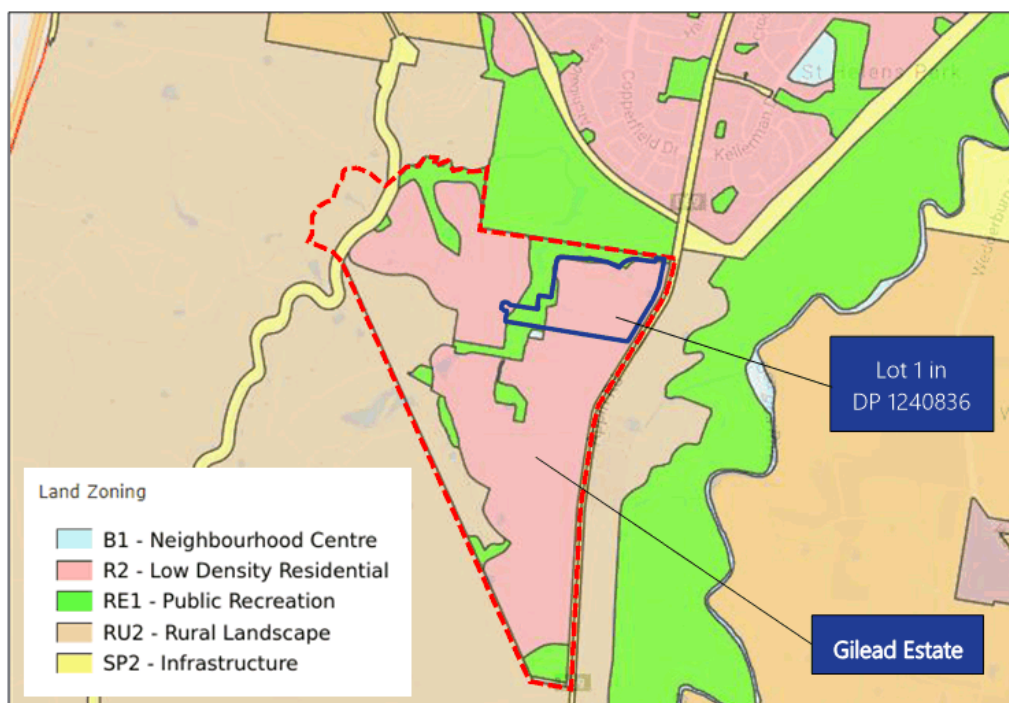 St Helens Park
Copperfield Dr
Kellerman D
Wedderburn
Lot 1 in
DP 1240836
Land Zoning
B1 - Neighbourhood Centre
R2 - Low Density Residential
RE1 - Public Recreation
RU2 - Rural Landscape
SP2 - Infrastructure
Gilead Estate